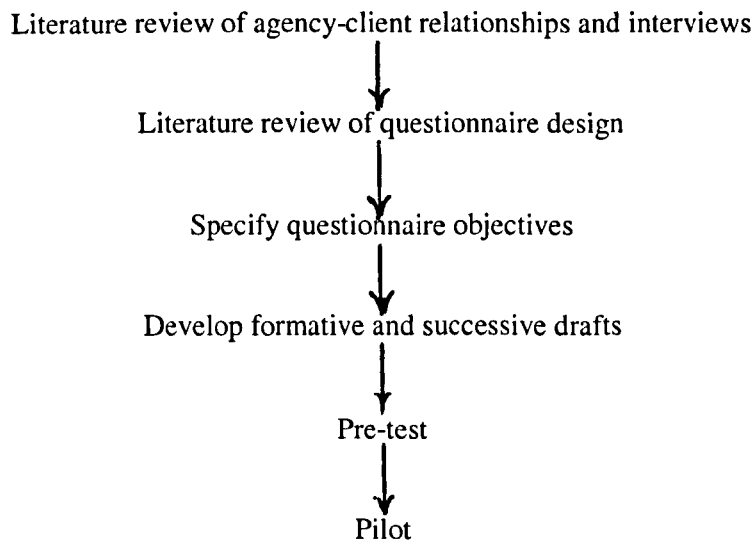 Literature review of agency-client relationships and interviews
Literature review of questionnaire design
Specify questionnaire objectives
Develop formative and successive drafts
Pre-test
Pilot